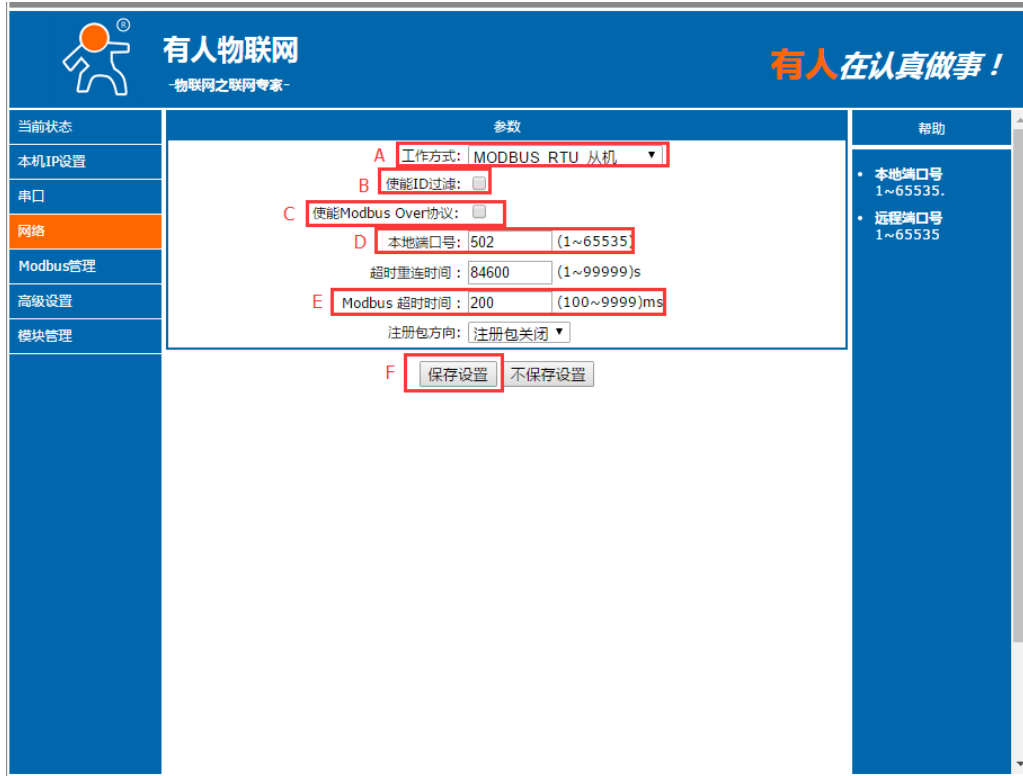 ®
有人物联网
-物联网之联网专家-
有人在认真做事！
当前状态
本机IP设置
串口
网络
Modbus管理
高级设置
模块管理
参数
A 工作方式: MODBUS RTU 从机 ▼
B 使能ID过滤:
C 使能Modbus Over协议:
D 本地端口号: 502 (1~65535)
超时重连时间 : 84600 (1~99999)s
E Modbus 超时时间 : 200 (100~9999)ms
注册包方向: 注册包关闭 ▼
F 保存设置 不保存设置
帮助
• 本地端口号
1~65535.
• 远程端口号
1~65535